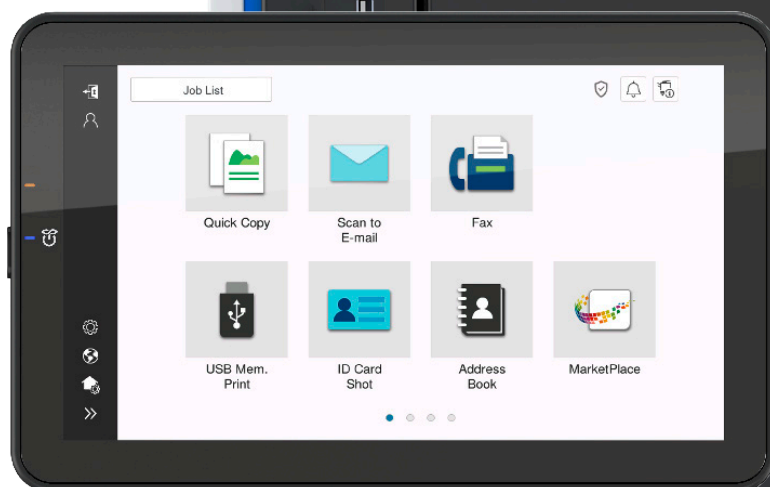 Job List
Quick Copy
Scan to
E-mail
Fax
USB Mem.
Print
ID Card
Shot
Address
Book
MarketPlace